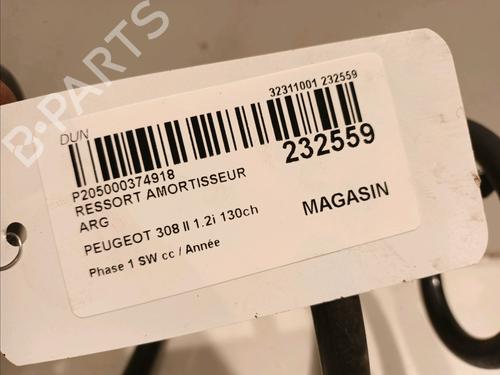 B-PARTS
DUN
32311001 232559
P205000374918
232559
RESSORT AMORTISSEUR
ARG
MAGASIN
PEUGEOT 308 II 1.2i 130ch
Phase 1 SW cc / Année